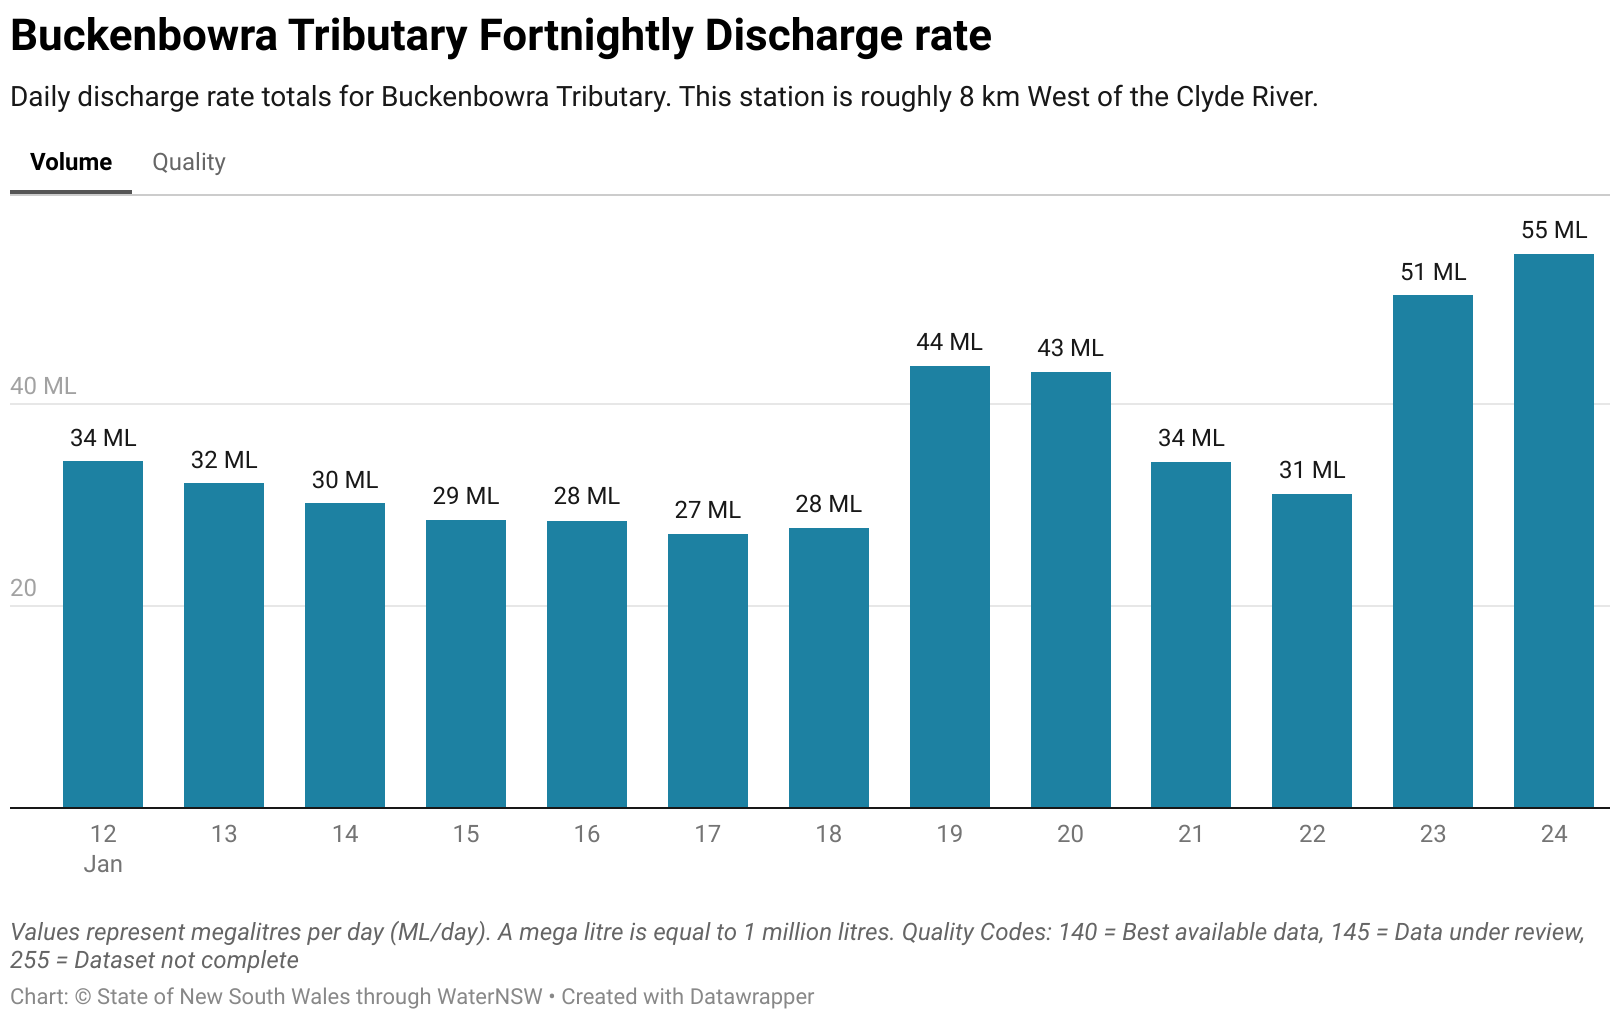 Buckenbowra Tributary Fortnightly Discharge rate
Daily discharge rate totals for Buckenbowra Tributary. This station is roughly 8 km West of the Clyde River.
Volume Quality
55 ML
51 ML
44 ML
43 ML
40 ML
34 ML
32 ML
30 ML
29 ML
28 ML
27 ML
28 ML
34 ML
31 ML
20
12 13 14 15 16 17 18 19 20 21 22 23 24
Jan
Values represent megalitres per day (ML/day). A mega litre is equal to 1 million litres. Quality Codes: 140 = Best available data, 145 = Data under review,
255 = Dataset not complete
Chart: © State of New South Wales through WaterNSW • Created with Datawrapper